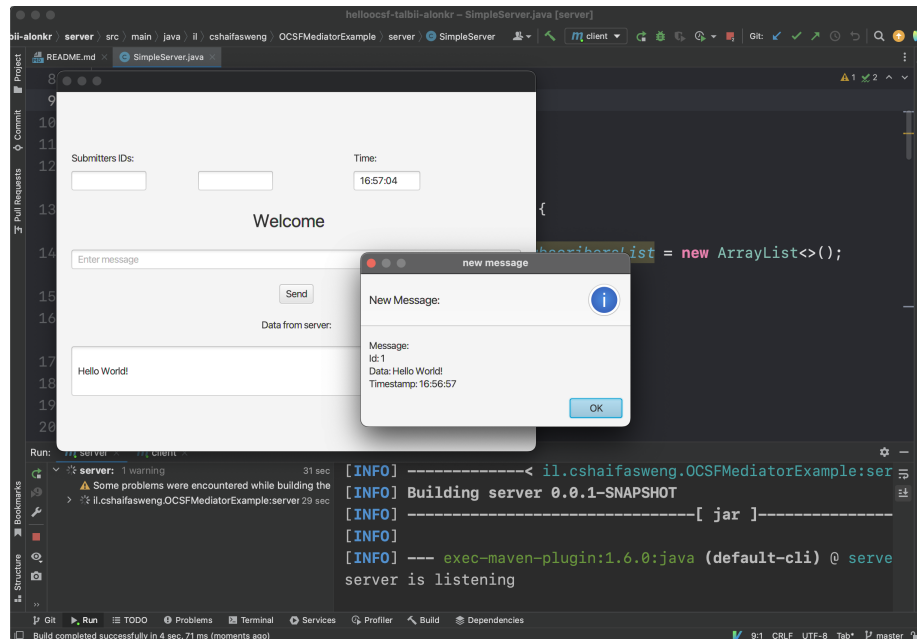 helloocsf-talbii-alonkr – SimpleServer.java [server]
bii-alonkr 〉 server 〉 src 〉 main 〉 java 〉 il 〉 cshaifasweng 〉 OCSFMediatorExample 〉 server 〉 SimpleServer
client
Git:
README.md
SimpleServer.java
Project
Commit
Pull Requests
Bookmarks
Structure
8
9
10
11
12
13
14
15
16
17
18
19
20
1 2
{
= new ArrayList<>();
Submitters IDs:
Time:
16:57:04
Welcome
Enter message
Send
Data from server:
Hello World!
new message
New Message:
Message:
Id: 1
Data: Hello World!
Timestamp: 16:56:57
OK
Run: server client
server: 1 warning 31 sec
Some problems were encountered while building the
il.cshaifasweng.OCSFMediatorExample:server 29 sec
[INFO] --------------< il.cshaifasweng.OCSFMediatorExample:ser
[INFO] Building server 0.0.1-SNAPSHOT
[INFO] --------------------------------[ jar ]---------------
[INFO]
[INFO] --- exec-maven-plugin:1.6.0:java (default-cli) @ serve
server is listening
Git Run TODO Problems Terminal Services Profiler Build Dependencies
Build completed successfully in 4 sec, 71 ms (moments ago)
9:1 CRLF UTF-8 Tab* master